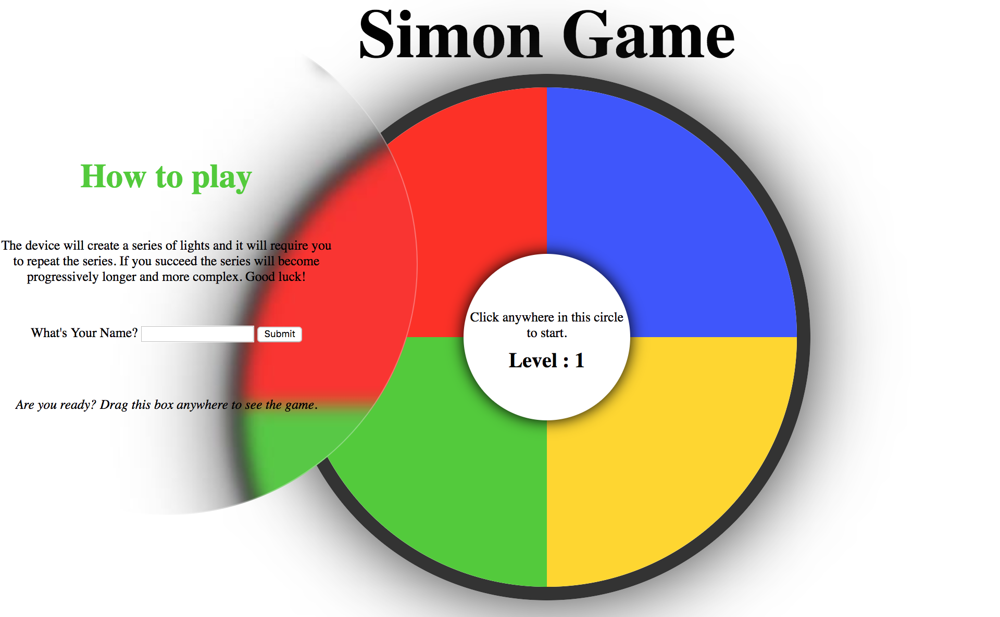 Simon Game
How to play
The device will create a series of lights and it will require you
to repeat the series. If you succeed the series will become
progressively longer and more complex. Good luck!
What's Your Name? Submit
Are you ready? Drag this box anywhere to see the game.
Click anywhere in this circle
to start.
Level : 1